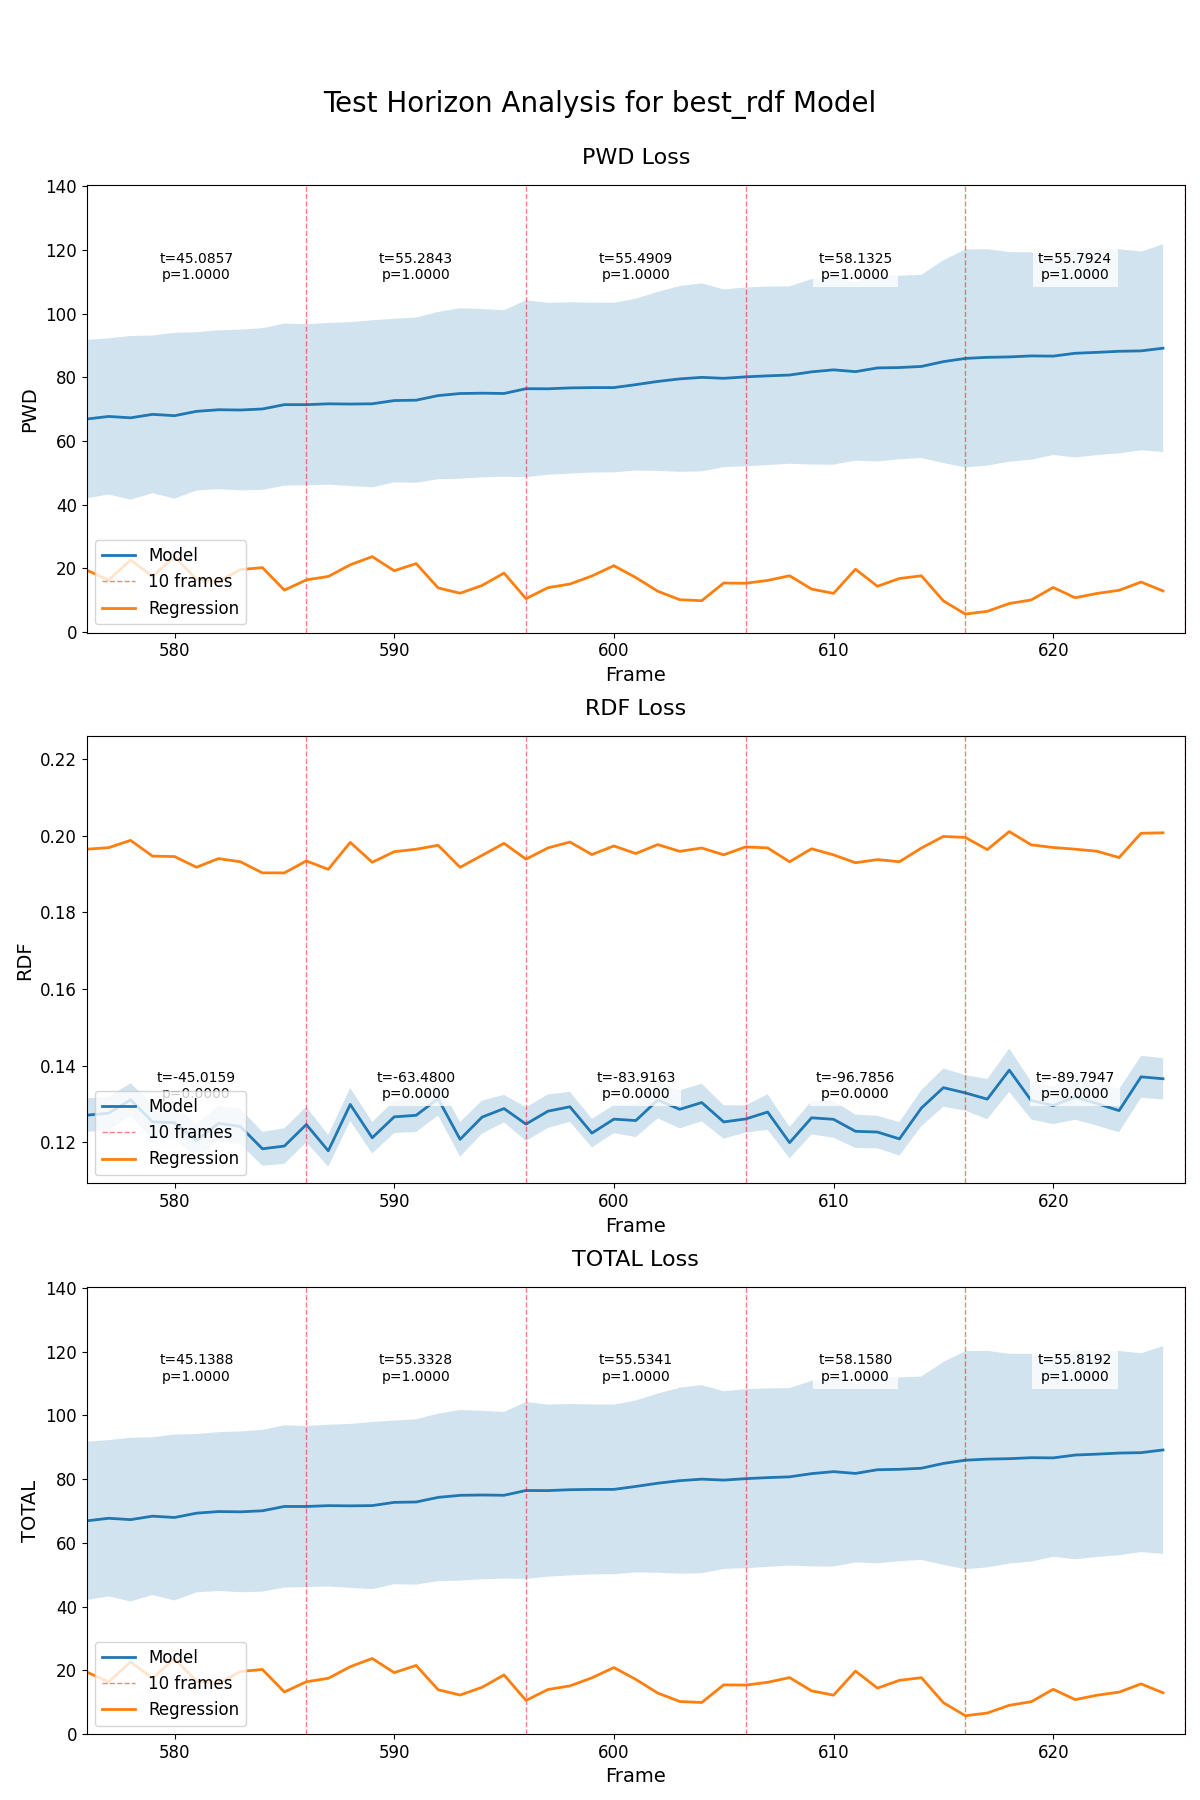 Test Horizon Analysis for best_rdf Model
PWD Loss
140
120
100
80
60
40
20
0
PWD
t=45.0857
p=1.0000
t=55.2843
p=1.0000
t=55.4909
p=1.0000
t=58.1325
p=1.0000
t=55.7924
p=1.0000
Model
10 frames
Regression
580
590
600
610
620
Frame
RDF Loss
0.22
0.20
0.18
0.16
0.14
0.12
RDF
t=-45.0159
p=0.0000
t=-63.4800
p=0.0000
t=-83.9163
p=0.0000
t=-96.7856
p=0.0000
t=-89.7947
p=0.0000
Model
10 frames
Regression
580
590
600
610
620
Frame
TOTAL Loss
140
120
100
80
60
40
20
0
TOTAL
t=45.1388
p=1.0000
t=55.3328
p=1.0000
t=55.5341
p=1.0000
t=58.1580
p=1.0000
t=55.8192
p=1.0000
Model
10 frames
Regression
580
590
600
610
620
Frame